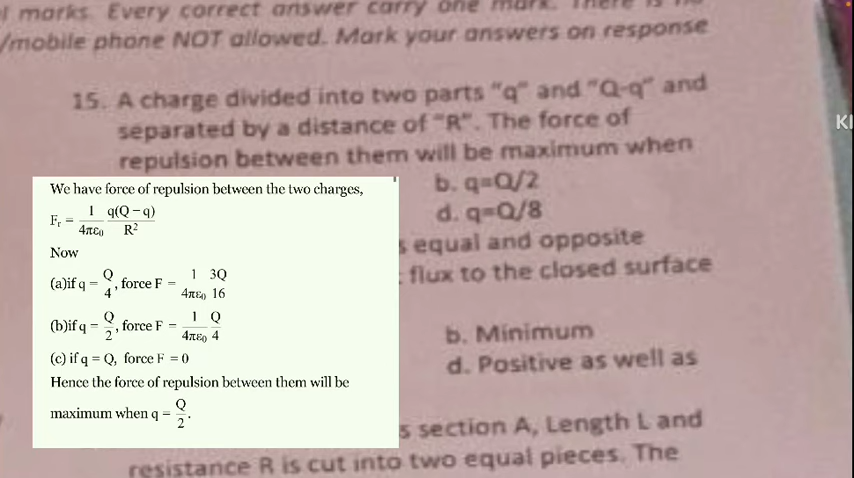 marks. Every correct answer carry one mark. There is
/mobile phone NOT allowed. Mark your answers on response
15. A charge divided into two parts "q" and "Q-q" and
separated by a distance of "R". The force of
repulsion between them will be maximum when
b. q=Q/2
d. q=Q/8
s equal and opposite
flux to the closed surface
b. Minimum
d. Positive as well as
s section A, Length L and
resistance R is cut into two equal pieces. The
We have force of repulsion between the two charges,
Fᵣ = 1/4πε₀ q(Q−q)/R²
Now
(a)if q = Q/4, force F = 1/4πε₀ 3Q/16
(b)if q = Q/2, force F = 1/4πε₀ Q/4
(c) if q = Q, force F = 0
Hence the force of repulsion between them will be
maximum when q = Q/2.
KI